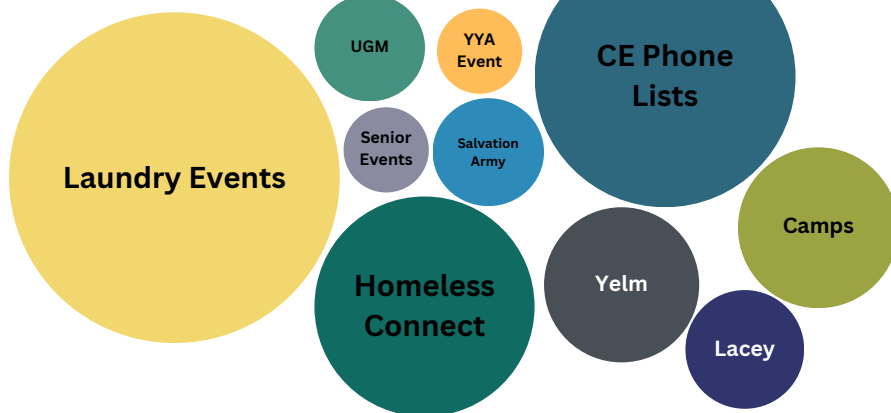 UGM
YYA
Event
CE Phone
Lists
Senior
Events
Salvation
Army
Laundry Events
Camps
Homeless
Connect
Yelm
Lacey